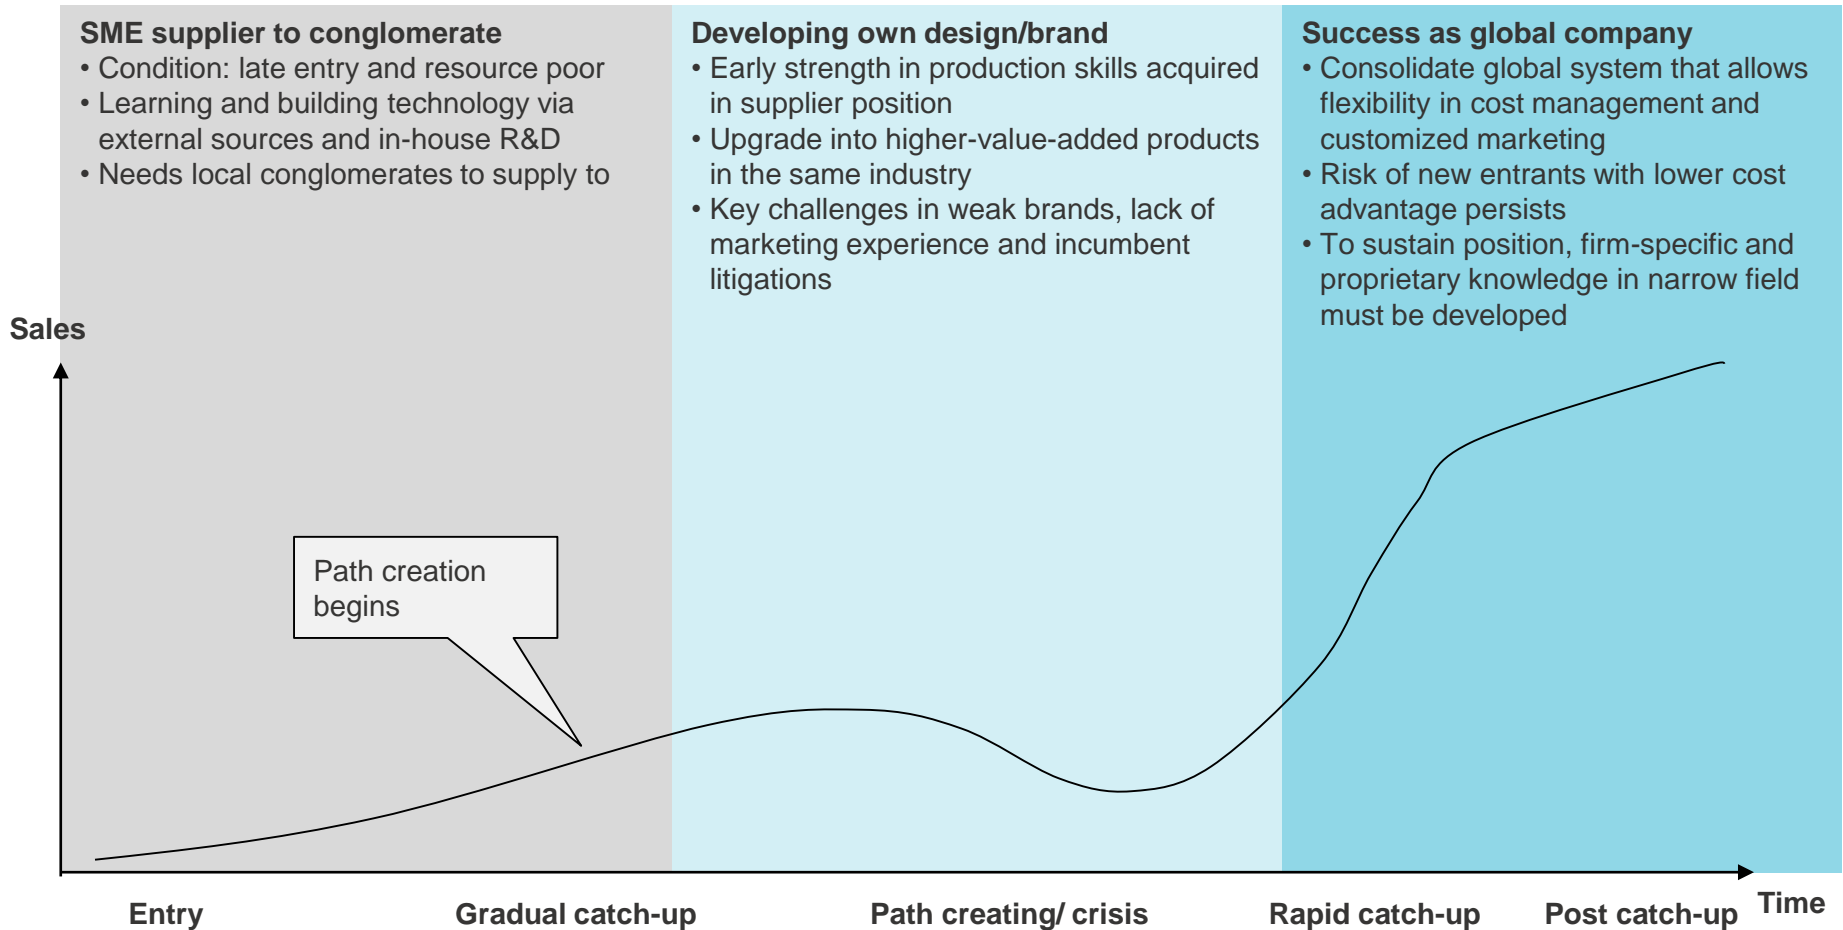 SME supplier to conglomerate
• Condition: late entry and resource poor
• Learning and building technology via
external sources and in-house R&D
• Needs local conglomerates to supply to
Developing own design/brand
• Early strength in production skills acquired
in supplier position
• Upgrade into higher-value-added products
in the same industry
• Key challenges in weak brands, lack of
marketing experience and incumbent
litigations
Success as global company
• Consolidate global system that allows
flexibility in cost management and
customized marketing
• Risk of new entrants with lower cost
advantage persists
• To sustain position, firm-specific and
proprietary knowledge in narrow field
must be developed
Sales
Path creation
begins
Entry
Gradual catch-up
Path creating/ crisis
Rapid catch-up
Post catch-up
Time